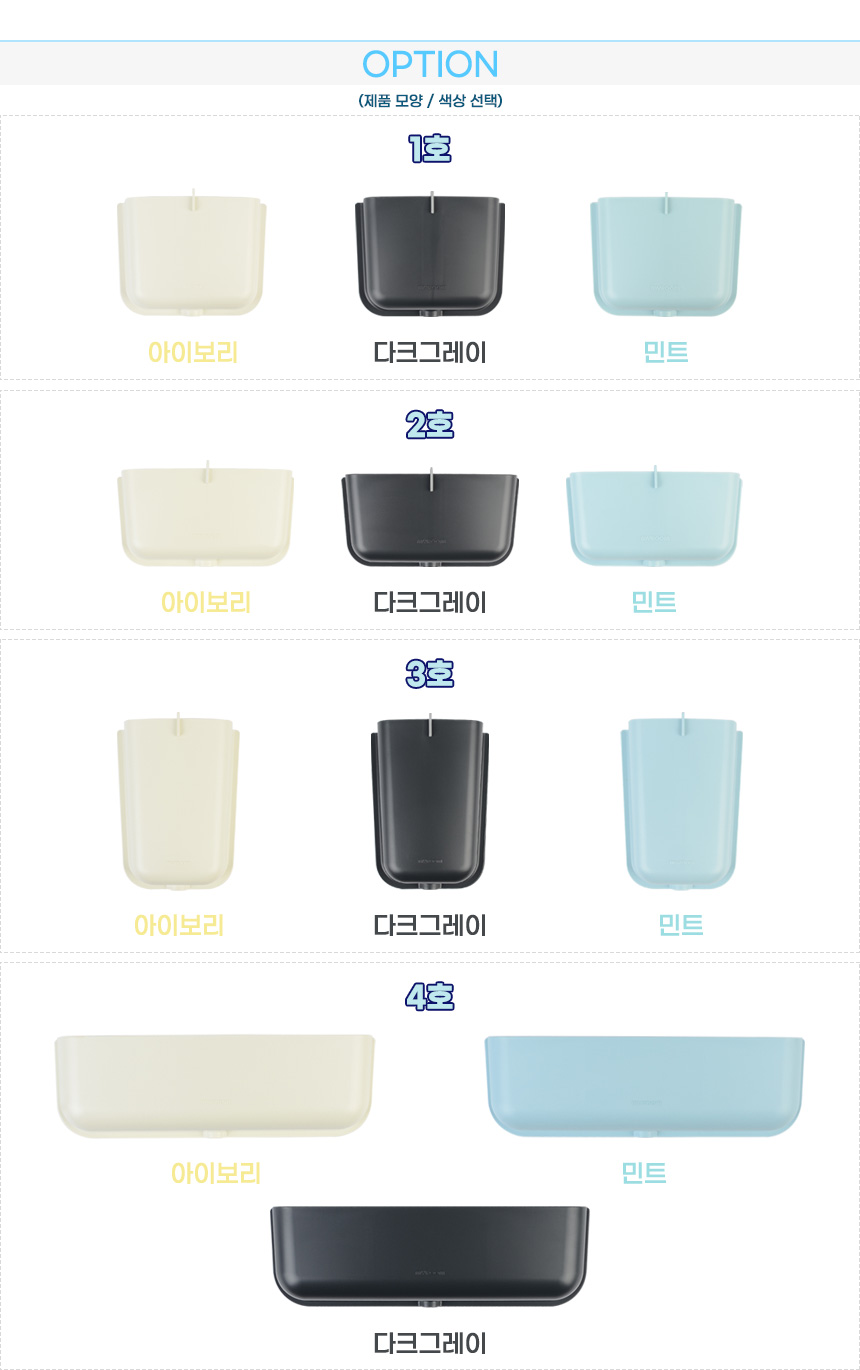 OPTION
(제품 모양 / 색상 선택)
1호
아이보리 다크그레이 민트
2호
아이보리 다크그레이 민트
3호
아이보리 다크그레이 민트
4호
아이보리 민트
다크그레이